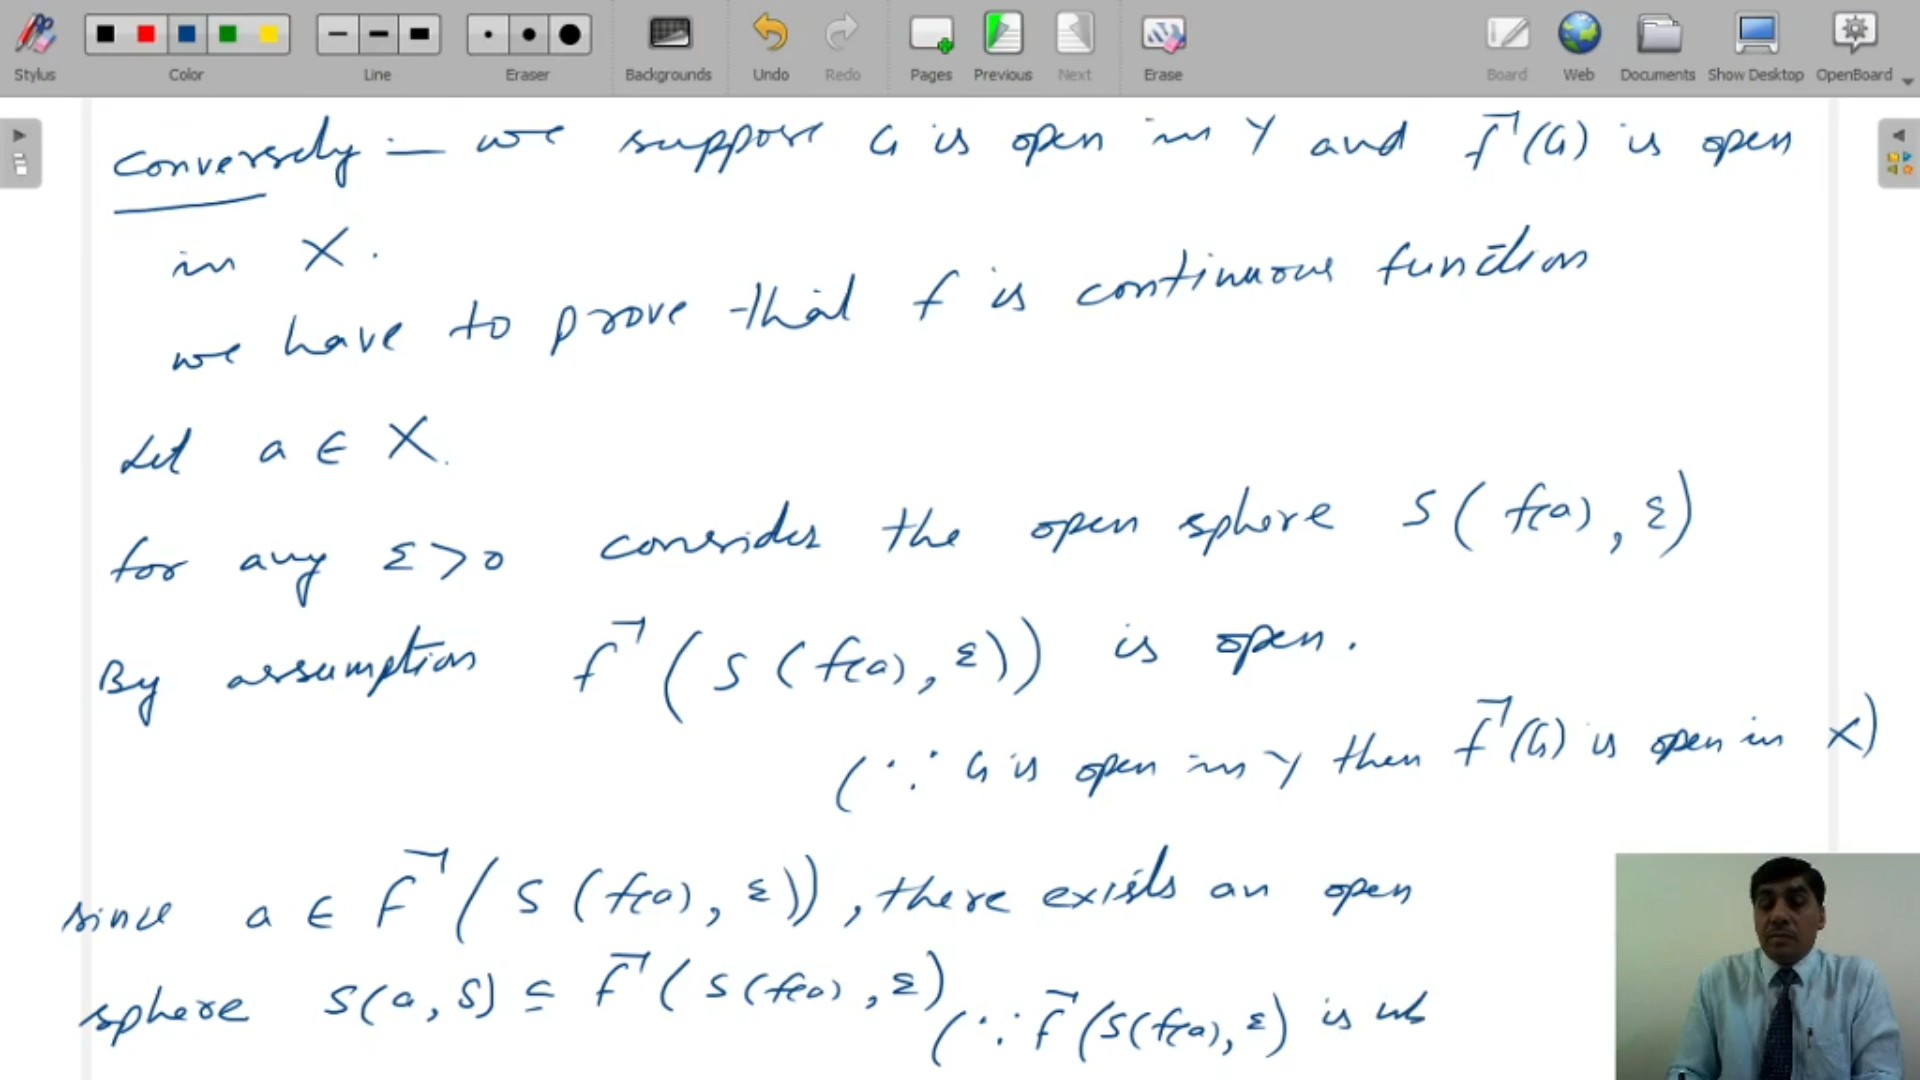 Stylus
Color
Line
Eraser
Backgrounds
Undo
Redo
Pages
Previous
Next
Erase
Board
Web
Documents
Show Desktop
OpenBoard
Conversely :- we suppose G is open in Y and f⁻¹(G) is open
in X.
we have to prove that f is continuous function
Let a ∈ X.
for any ε>0 consider the open sphere S(f(a), ε)
By assumption f⁻¹(S(f(a), ε)) is open.
(∵ G is open in Y then f⁻¹(G) is open in X)
since a ∈ f⁻¹(S(f(a), ε)), there exists an open
sphere S(a, δ) ⊆ f⁻¹(S(f(a), ε)
(∵ f⁻¹(S(f(a), ε) is